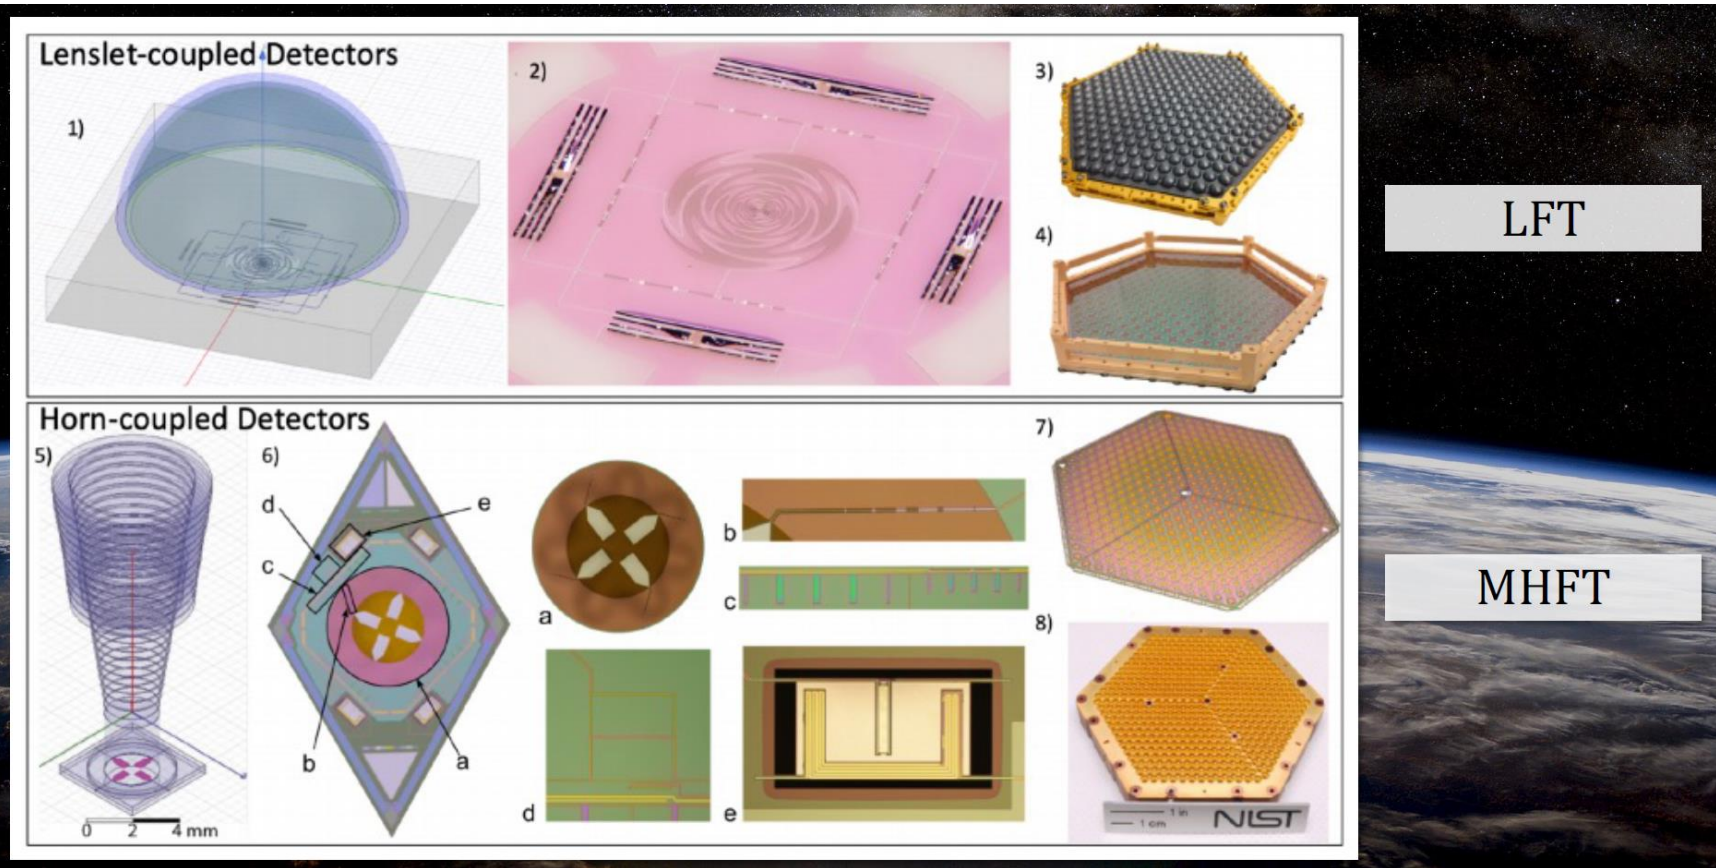 Lenslet-coupled Detectors
1)
2)
3)
4)
LFT
Horn-coupled Detectors
5)
0 2 4 mm
6)
d
e
c
b
a
a
b
c
d
e
7)
8)
1 in
1 cm
NIST
MHFT